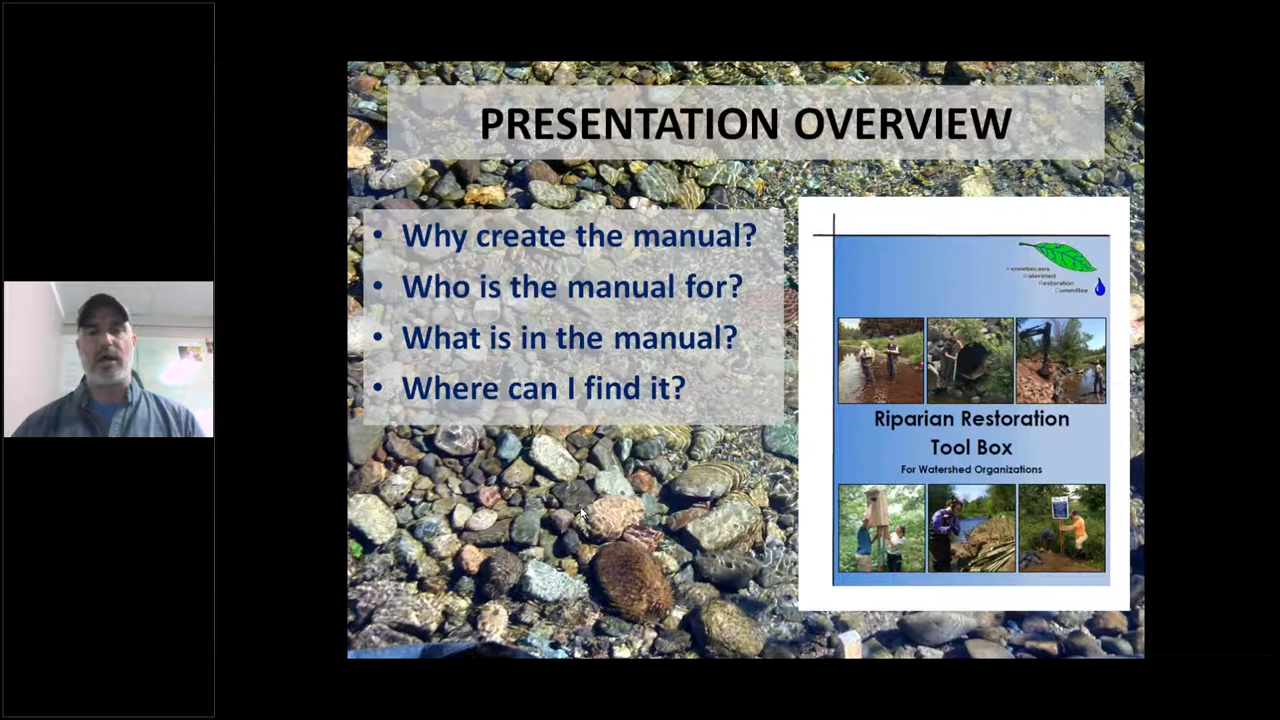 PRESENTATION OVERVIEW
• Why create the manual?
• Who is the manual for?
• What is in the manual?
• Where can I find it?
Kennebecasis
Watershed
Restoration
Committee
Riparian Restoration
Tool Box
For Watershed Organizations